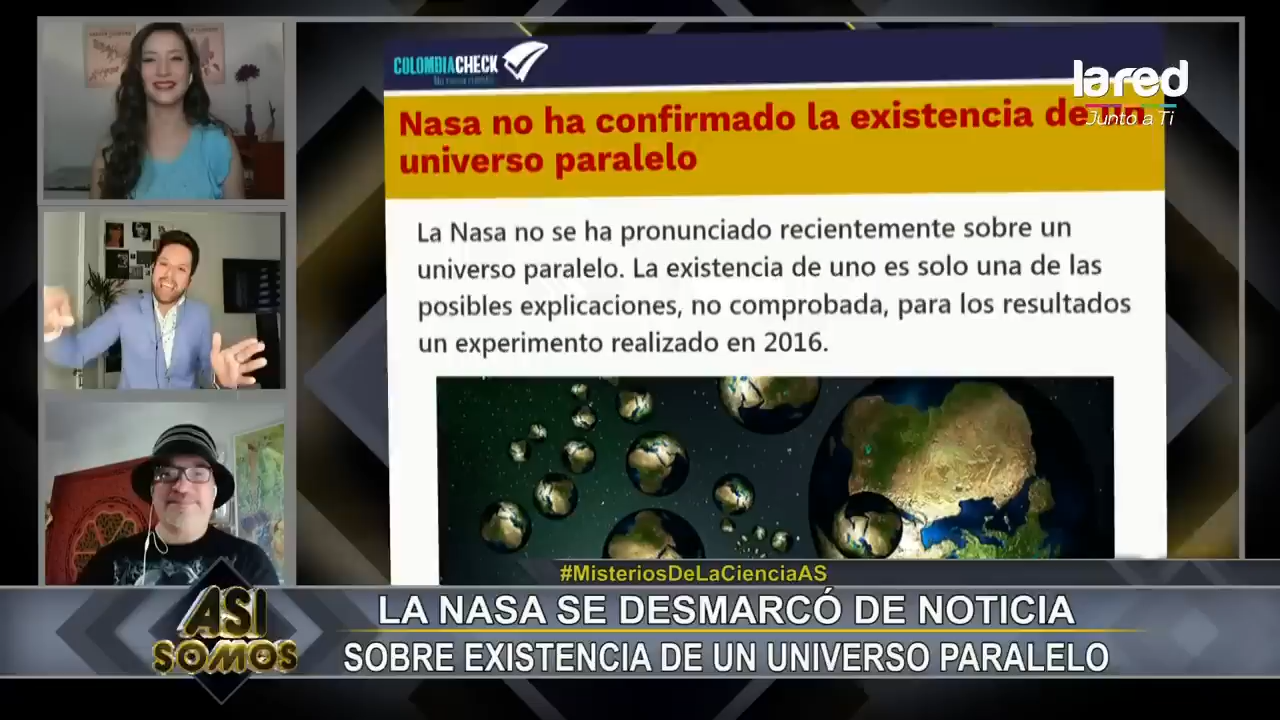 COLOMBIACHECK
lared
Junto a Ti
Nasa no ha confirmado la existencia de un
universo paralelo
La Nasa no se ha pronunciado recientemente sobre un
universo paralelo. La existencia de uno es solo una de las
posibles explicaciones, no comprobada, para los resultados
un experimento realizado en 2016.
#MisteriosDeLaCienciaAS
ASI
SOMOS
LA NASA SE DESMARCÓ DE NOTICIA
SOBRE EXISTENCIA DE UN UNIVERSO PARALELO